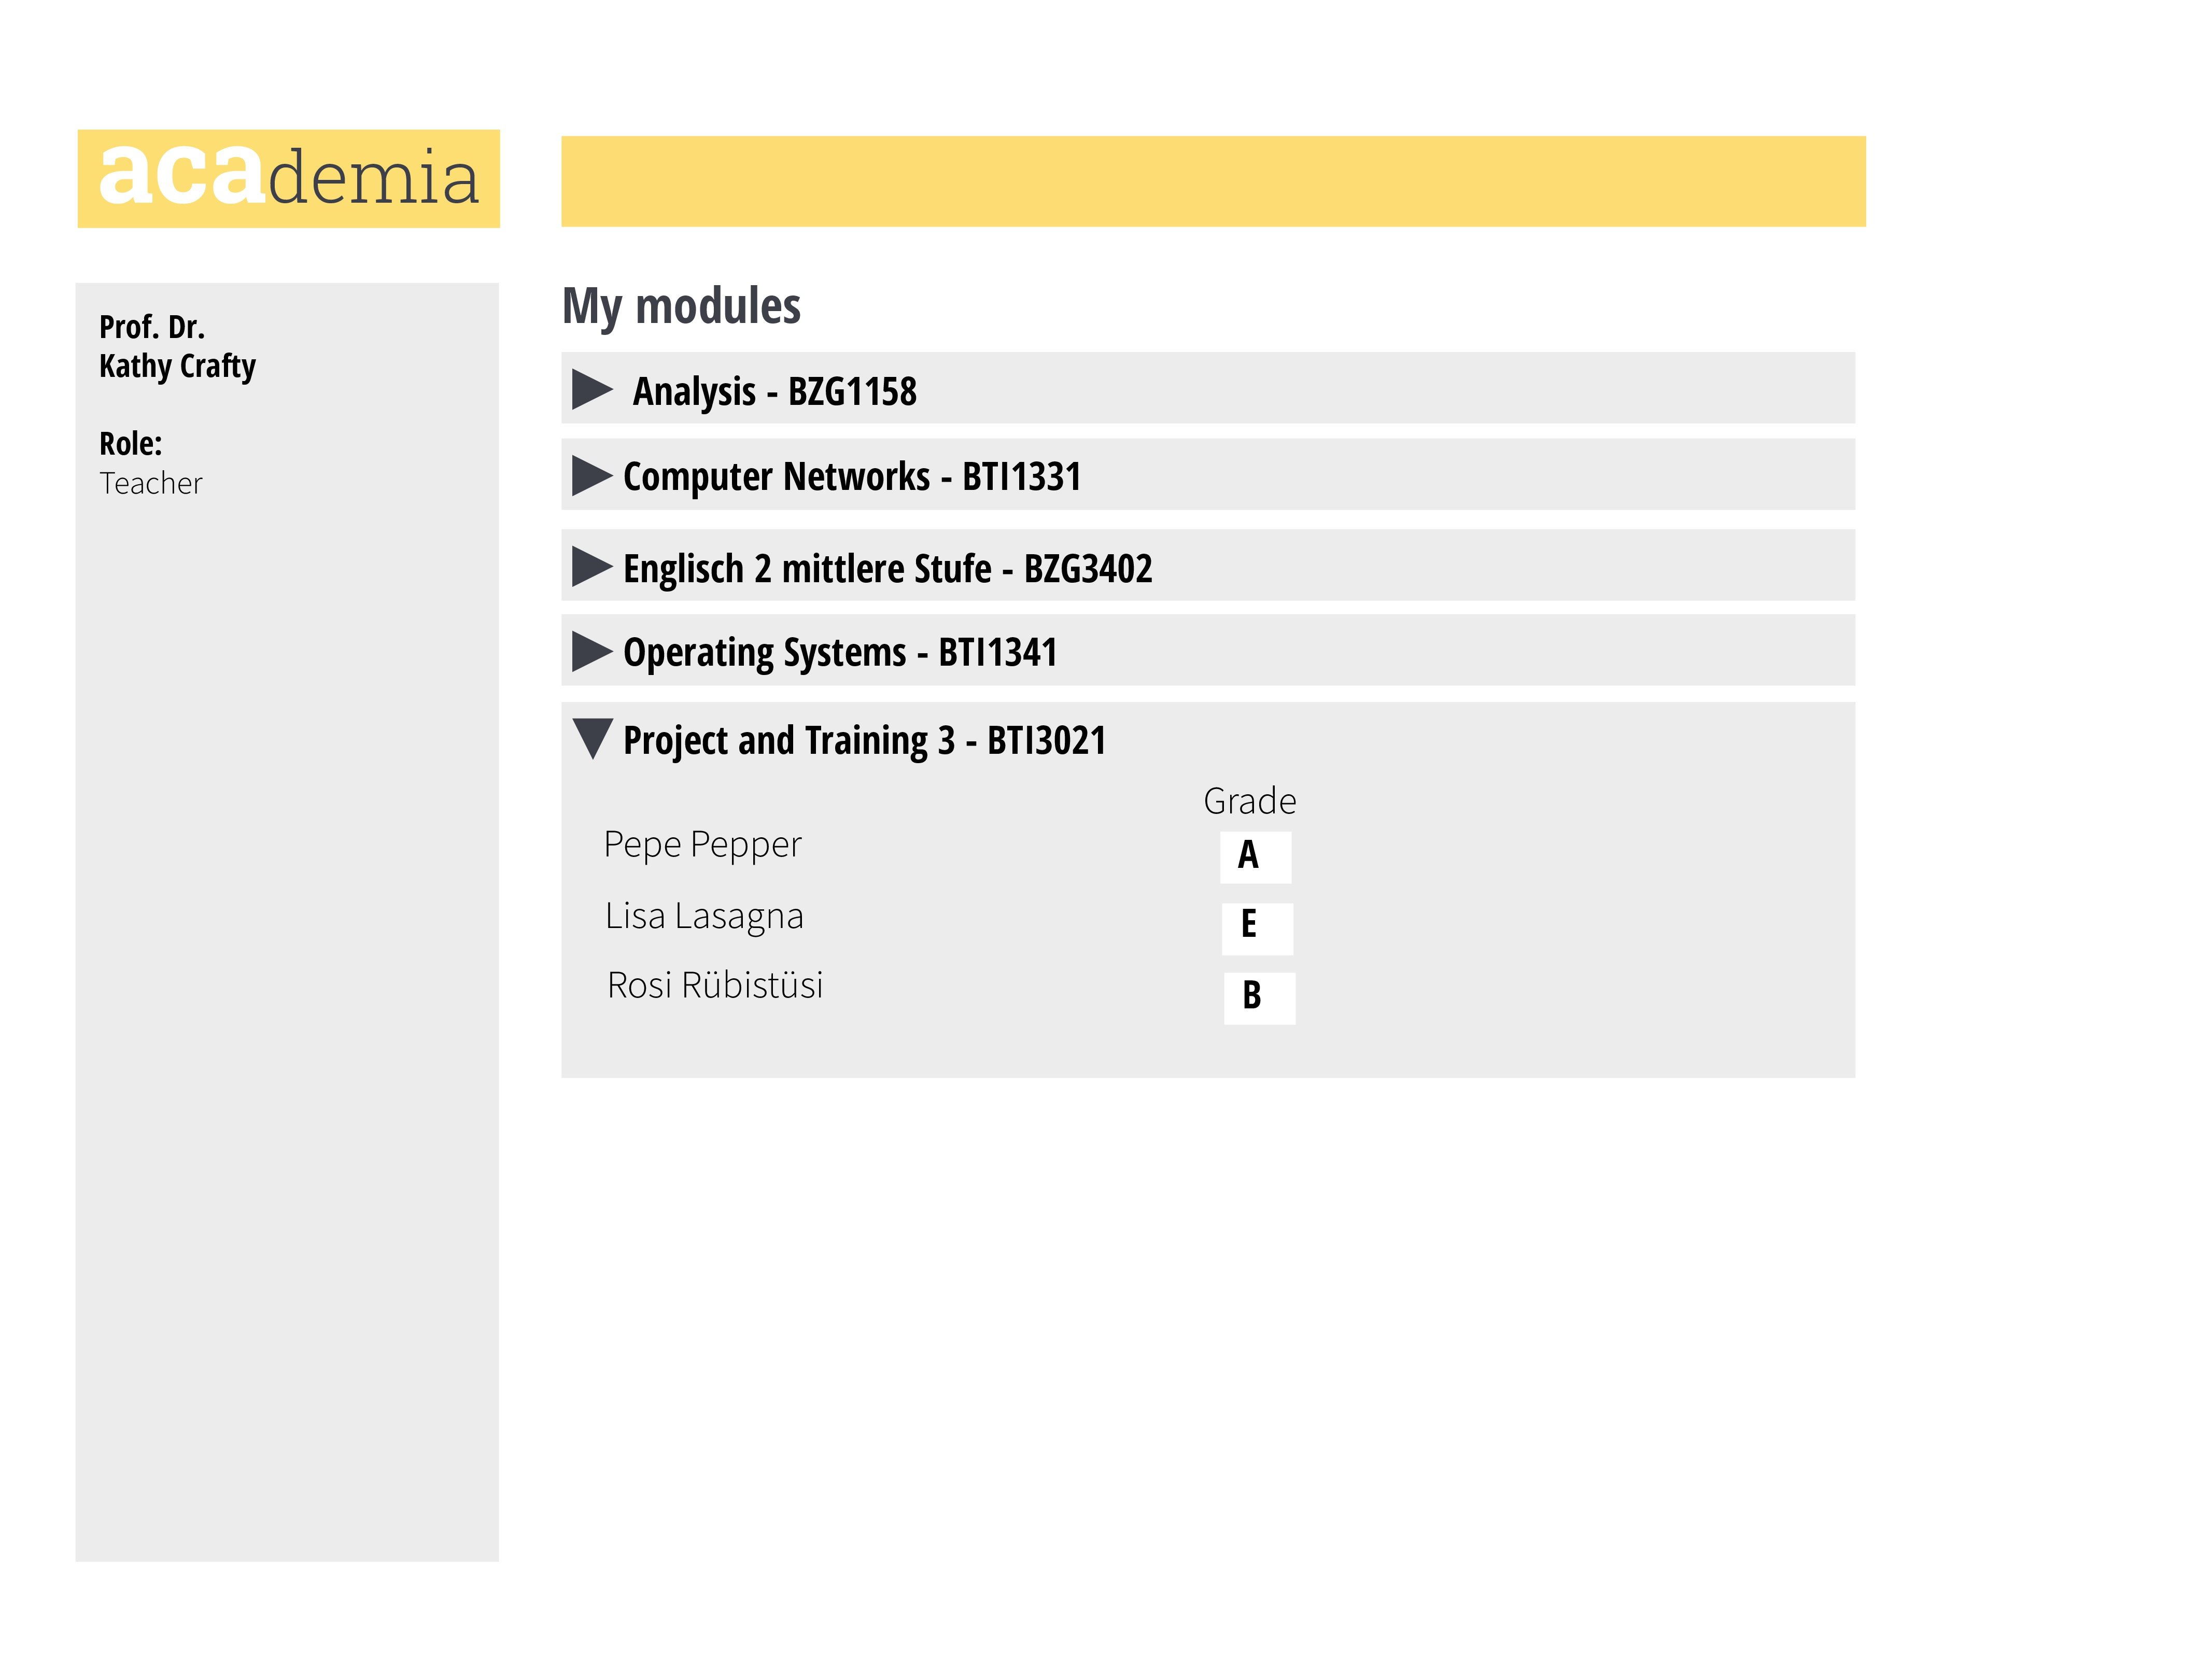 academia
Prof. Dr.
Kathy Crafty
Role:
Teacher
My modules
Analysis - BZG1158
Computer Networks - BTI1331
Englisch 2 mittlere Stufe - BZG3402
Operating Systems - BTI1341
Project and Training 3 - BTI3021
Grade
Pepe Pepper A
Lisa Lasagna E
Rosi Rübistüsi B